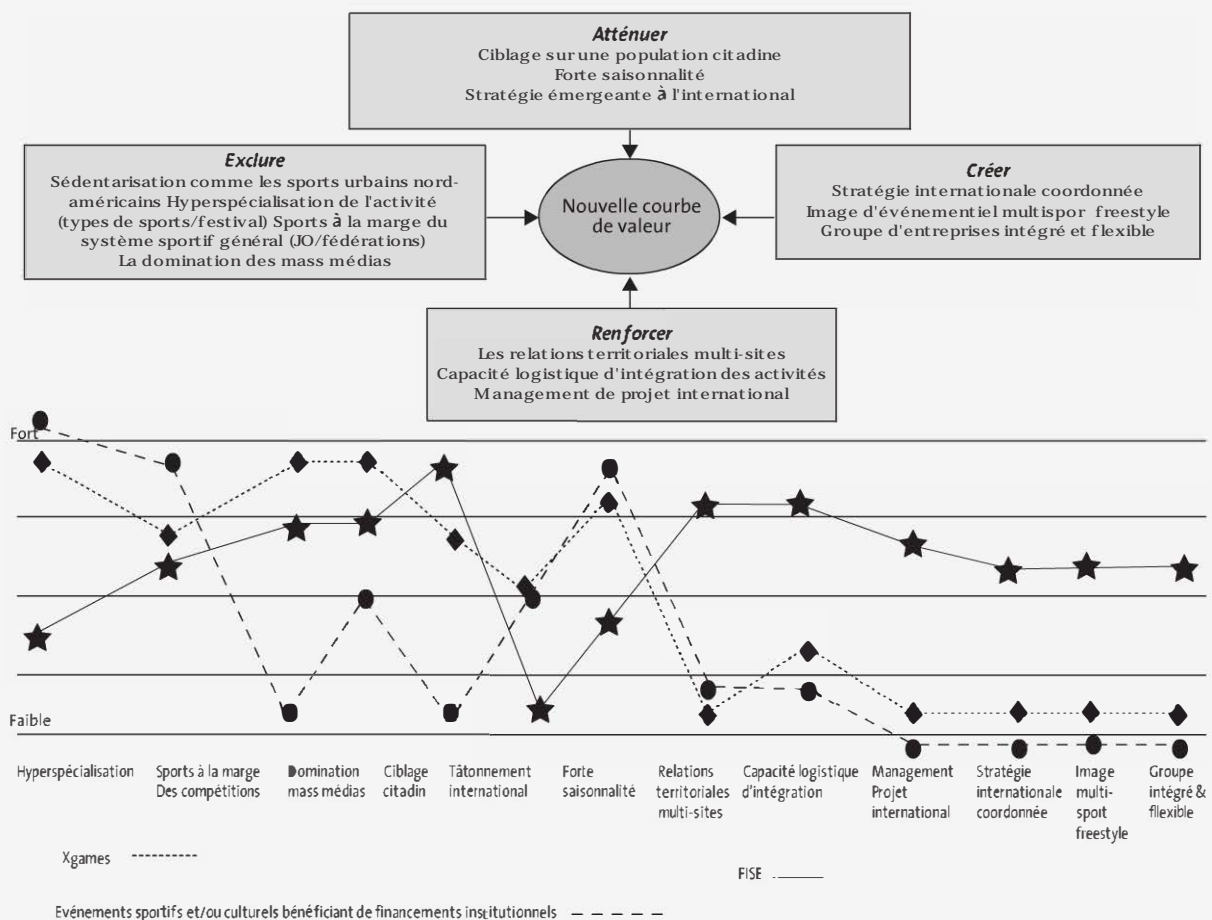 Atténuer
Ciblage sur une population citadine
Forte saisonnalité
Stratégie émergeante à l'international
Exclure
Sédentarisation comme les sports urbains nord-
américains Hyperspécialisation de l'activité
(types de sports/festival) Sports à la marge du
système sportif général (JO/fédérations)
La domination des mass médias
Nouvelle courbe
de valeur
Créer
Stratégie internationale coordonnée
Image d'événementiel multispor freestyle
Groupe d'entreprises intégré et flexible
Renforcer
Les relations territoriales multi-sites
Capacité logistique d'intégration des activités
Management de projet international
Fort
Faible
Hyperspécialisation
Sports à la marge
Des compétitions
Domination
mass médias
Ciblage
citadin
Tâtonnement
international
Forte
saisonnalité
Relations
territoriales
multi-sites
Capacité logistique
d'intégration
Management
Projet
international
Stratégie
internationale
coordonnée
Image
multi-
sport
freestyle
Groupe
intégré &
fllexible
Xgames
FISE
Evénements sportifs et/ou culturels bénéficiant de financements institutionnels